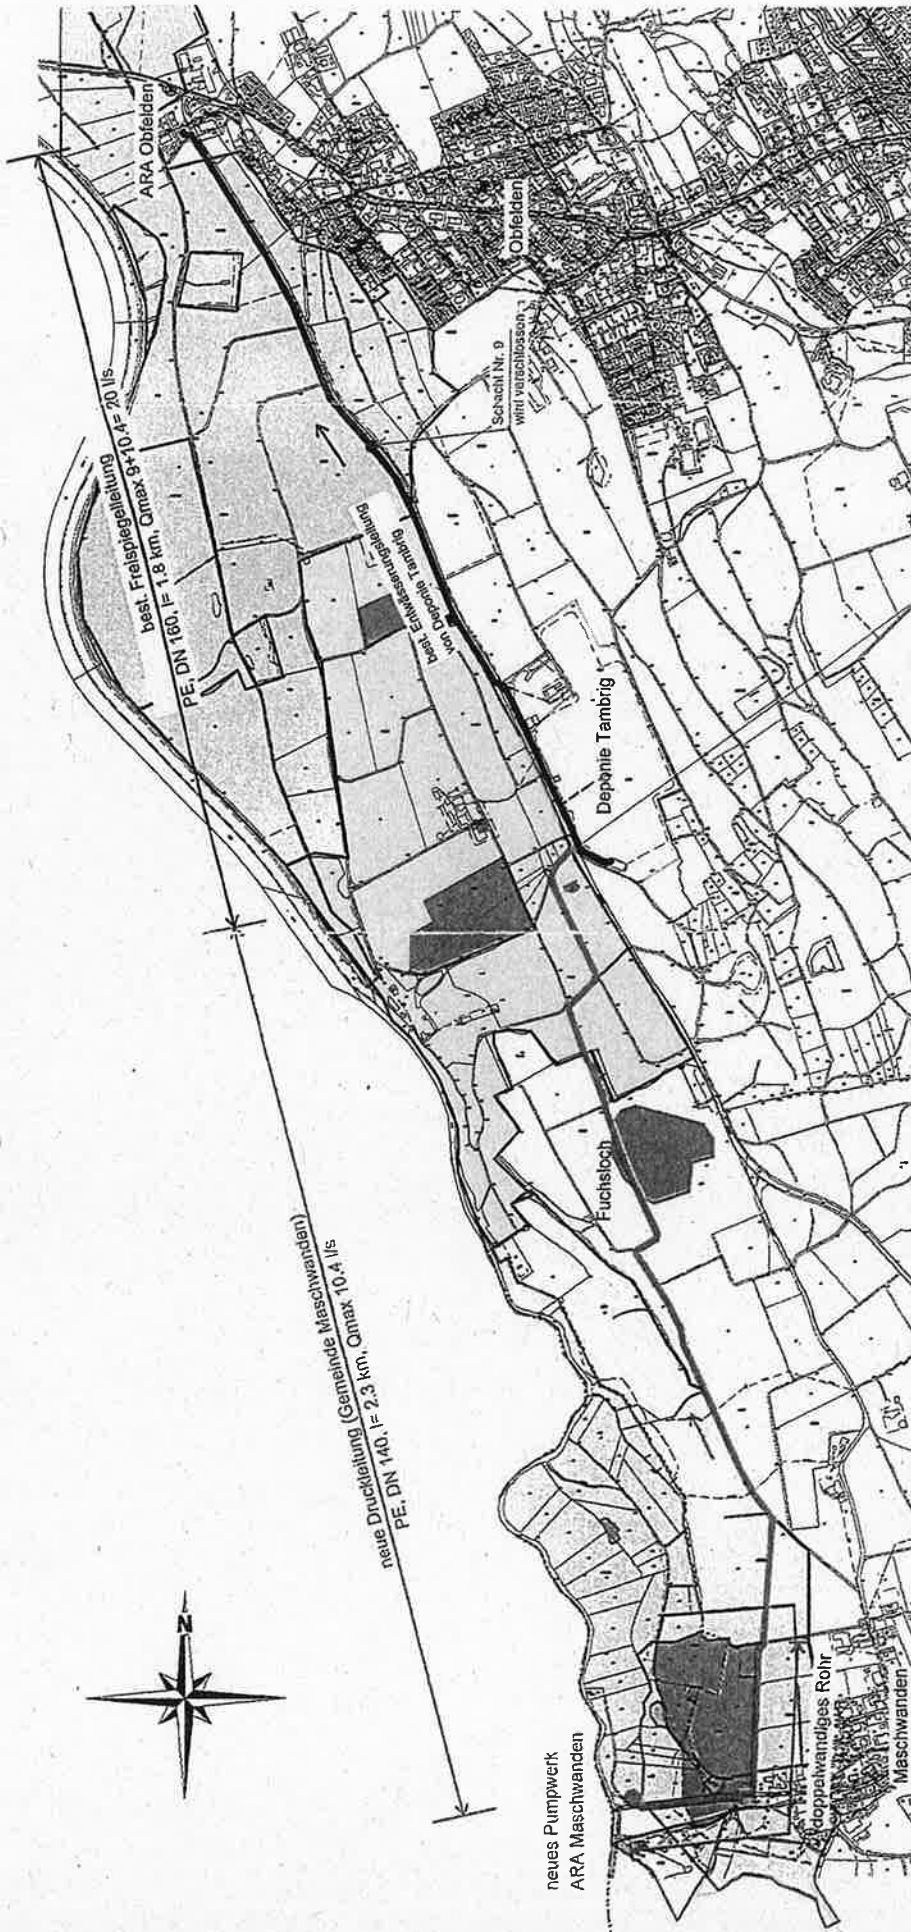 ARA Obfelden
best. Freispiegelleitung
PE, DN 160, l= 1.8 km, Qmax 9+10.4= 20 l/s
Obfelden
Schacht Nr. 9
wird verschlossen
best. Entwässerungsleitung
von Deponie Tambrig
Deponie Tambrig
Fuchsloch
neue Druckleitung (Gemeinde Maschwanden)
PE, DN 140, l= 2.3 km, Qmax 10.4 l/s
N
neues Pumpwerk
ARA Maschwanden
doppelwandiges Rohr
Maschwanden